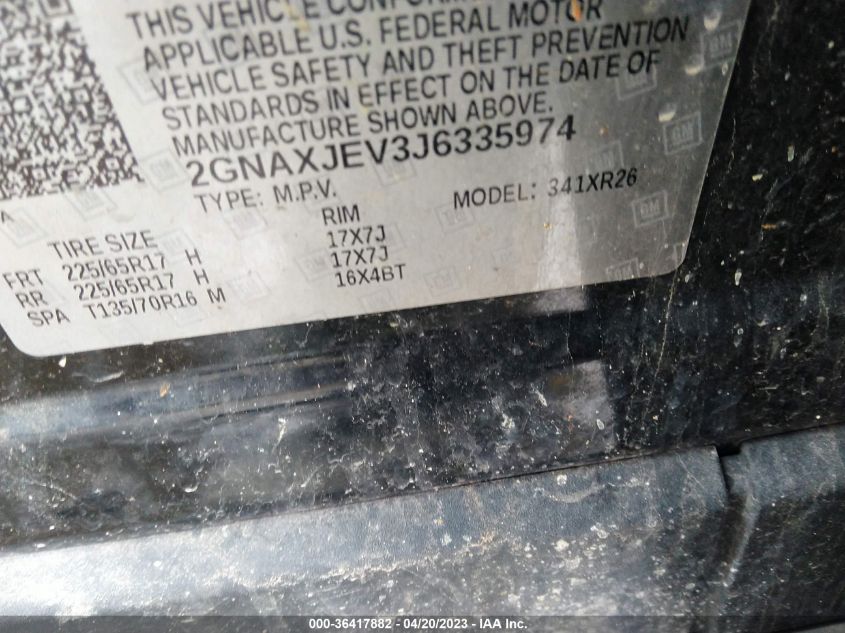 THIS VEHICLE CONFORMS
APPLICABLE U.S. FEDERAL MOTOR
VEHICLE SAFETY AND THEFT PREVENTION
STANDARDS IN EFFECT ON THE DATE OF
MANUFACTURE SHOWN ABOVE.
2GNAXJEV3J6335974
TYPE: M.P.V. MODEL: 341XR26
A
TIRE SIZE RIM
FRT 225/65R17 H 17X7J
RR 225/65R17 H 17X7J
SPA T135/70R16 M 16X4BT
GM
000-36417882 - 04/20/2023 - IAA Inc.